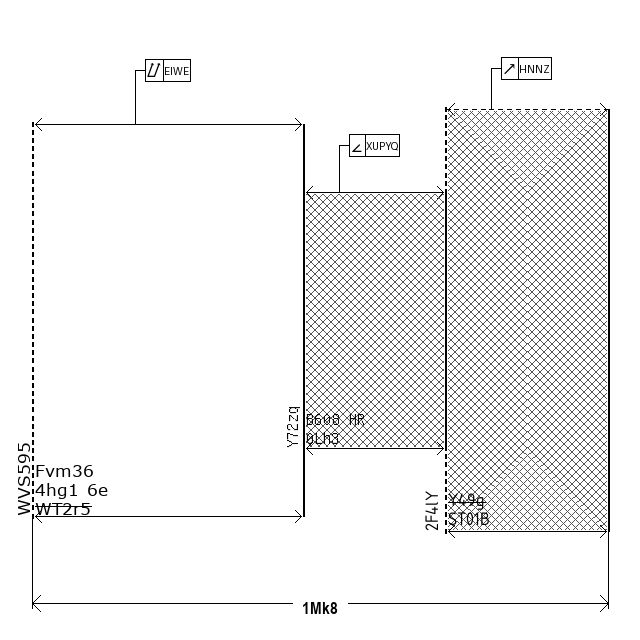 EIWE
HNNZ
XUPYQ
WVS595
Fvm36
4hg1 6e
WT2r5
Y72zq
B608 HR
0Lh3
2F4lY
Y49g
ST01B
1Mk8